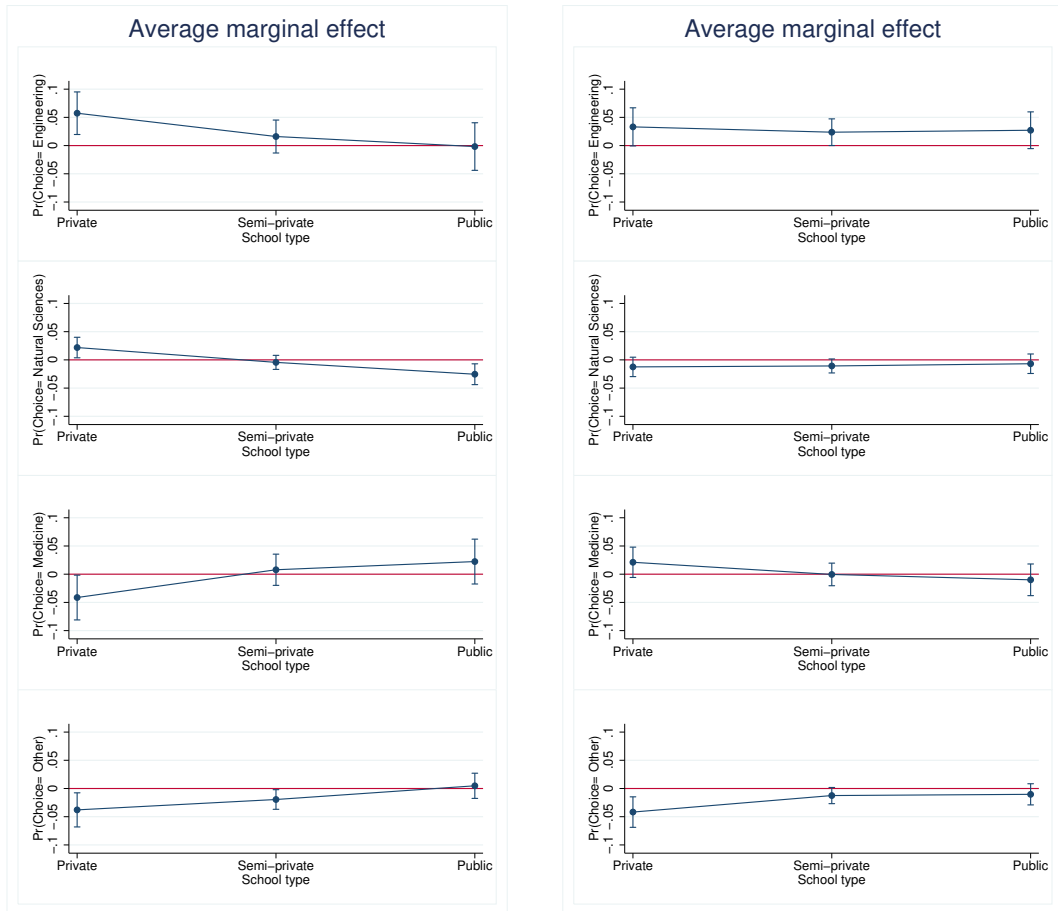 Average marginal effect
Pr(Choice= Engineering)
.1
.05
0
−.05
−.1
Private
Semi−private
Public
School type
Pr(Choice= Natural Sciences)
.1
.05
0
−.05
−.1
Private
Semi−private
Public
School type
Pr(Choice= Medicine)
.1
.05
0
−.05
−.1
Private
Semi−private
Public
School type
Pr(Choice= Other)
.1
.05
0
−.05
−.1
Private
Semi−private
Public
School type
Average marginal effect
Pr(Choice= Engineering)
.1
.05
0
−.05
−.1
Private
Semi−private
Public
School type
Pr(Choice= Natural Sciences)
.1
.05
0
−.05
−.1
Private
Semi−private
Public
School type
Pr(Choice= Medicine)
.1
.05
0
−.05
−.1
Private
Semi−private
Public
School type
Pr(Choice= Other)
.1
.05
0
−.05
−.1
Private
Semi−private
Public
School type